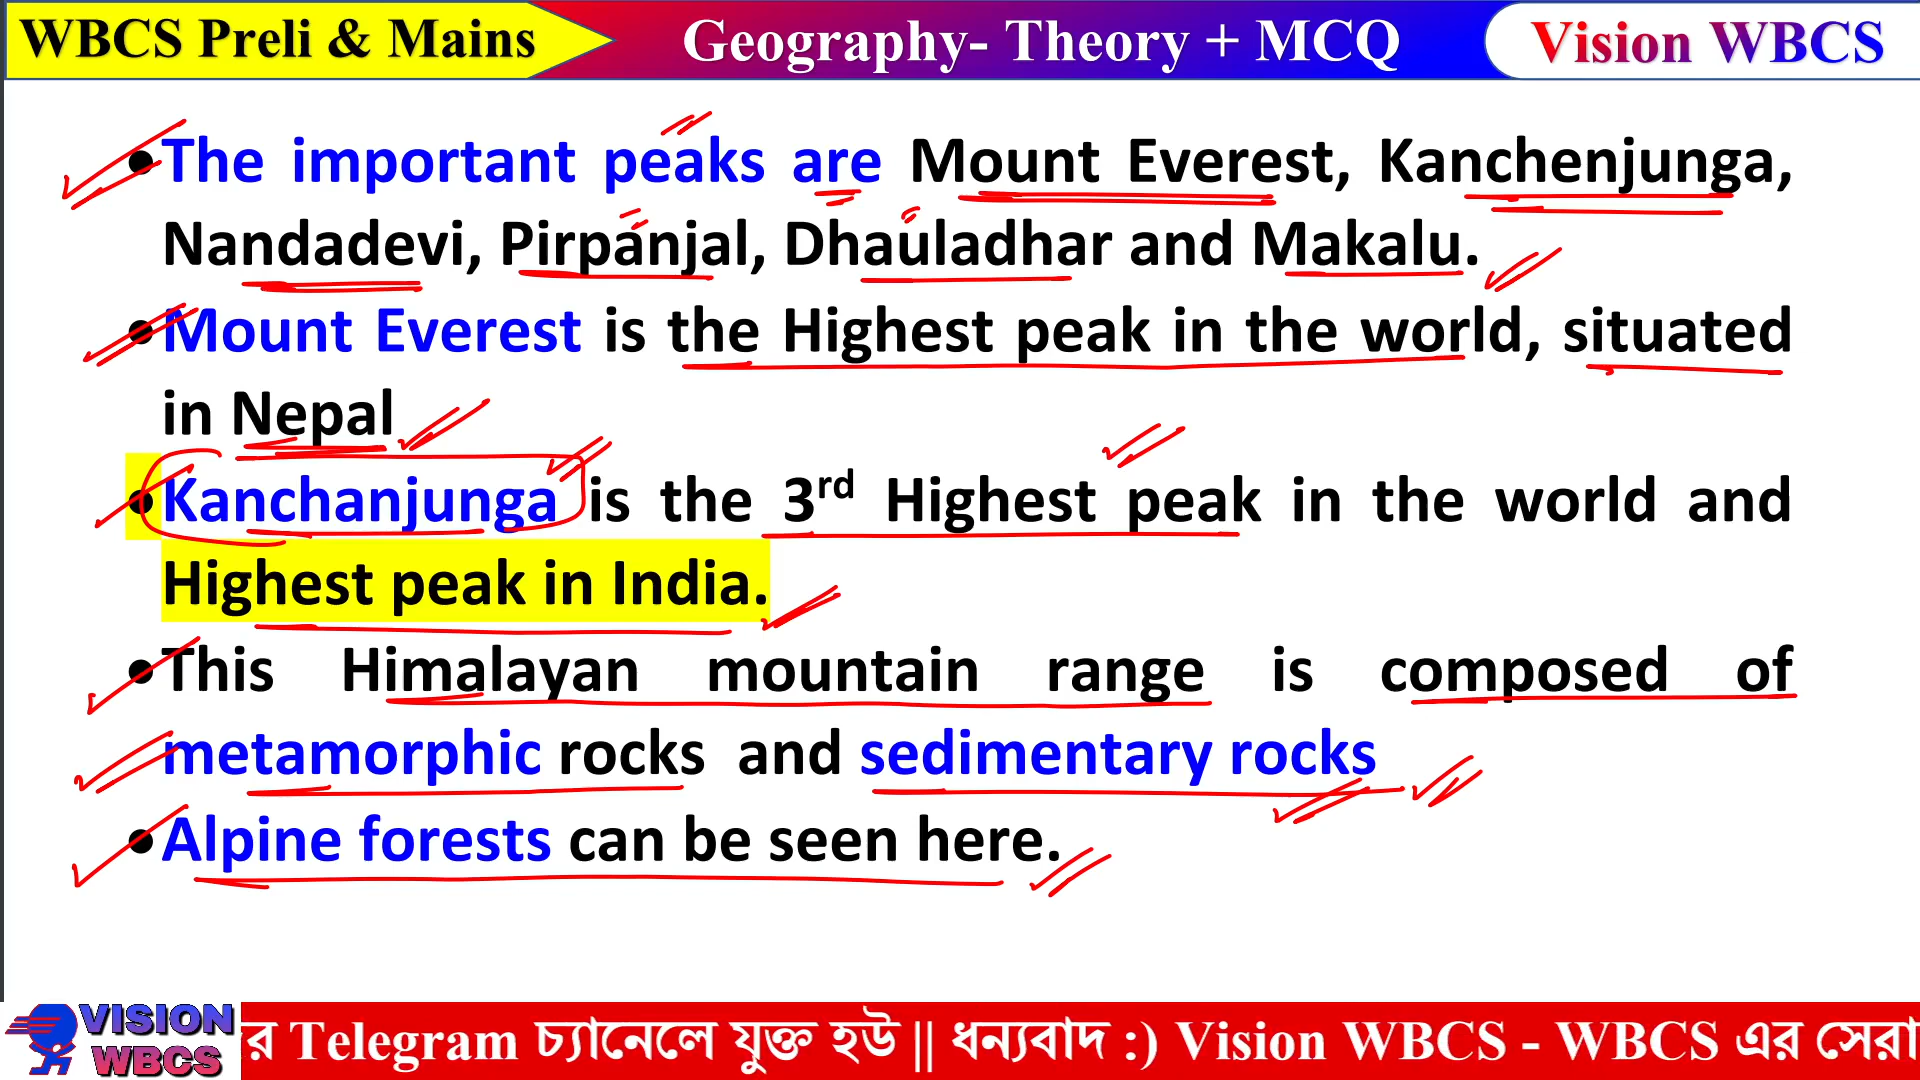 WBCS Preli & Mains
Geography- Theory + MCQ
Vision WBCS
•The important peaks are Mount Everest, Kanchenjunga,
Nandadevi, Pirpanjal, Dhauladhar and Makalu.
•Mount Everest is the Highest peak in the world, situated
in Nepal
•Kanchanjunga is the 3rd Highest peak in the world and
Highest peak in India.
•This Himalayan mountain range is composed of
metamorphic rocks and sedimentary rocks
•Alpine forests can be seen here.
VISION
WBCS
র Telegram চ্যানেলে যুক্ত হউ || ধন্যবাদ :) Vision WBCS - WBCS এর সেরা